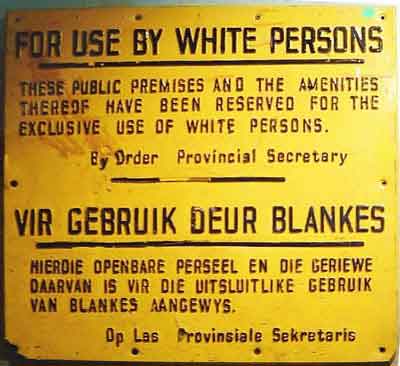 FOR USE BY WHITE PERSONS
THESE PUBLIC PREMISES AND THE AMENITIES
THEREOF HAVE BEEN RESERVED FOR THE
EXCLUSIVE USE OF WHITE PERSONS.
By Order Provincial Secretary
VIR GEBRUIK DEUR BLANKES
HIERDIE OPENBARE PERSEEL EN DIE GERIEWE
DAARVAN IS VIR DIE UITSLUITLIKE GEBRUIK
VAN BLANKES AANGEWYS.
Op Las Provinsiale Sekretaris